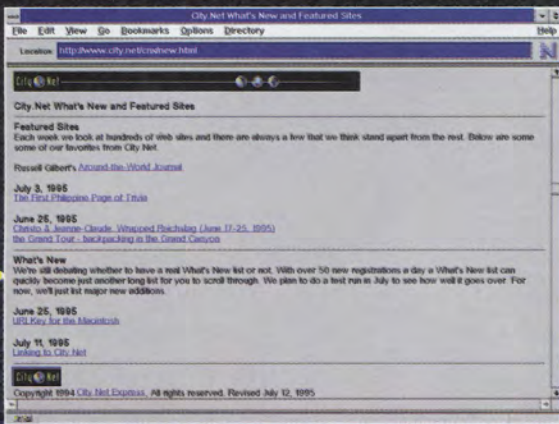 City.Net What's New and Featured Sites
File Edit View Go Bookmarks Options Directory Help
Location: http://www.city.net/cnx/new.html
City Net
City.Net What's New and Featured Sites
Featured Sites
Each week we look at hundreds of web sites and there are always a few that we think stand apart from the rest. Below are some
some of our favorites from City Net.
Russell Gilbert's Around-the-World Journal
July 3, 1995
The First Philippine Page of Trivia
June 25, 1995
Christo & Jeanne-Claude, Wrapped Reichstag (June 17-25, 1995)
the Grand Tour - backpacking in the Grand Canyon
What's New
We're still debating whether to have a real What's New list or not. With over 50 new registrations a day a What's New list can
quickly become just another long list for you to scroll through. We plan to do a test run in July to see how well it goes over. For
now, we'll just list major new additions.
June 25, 1995
URL Key for the Macintosh
July 11, 1995
Linking to City Net
City Net
Copyright 1994 City Net Express. All rights reserved. Revised July 12, 1995